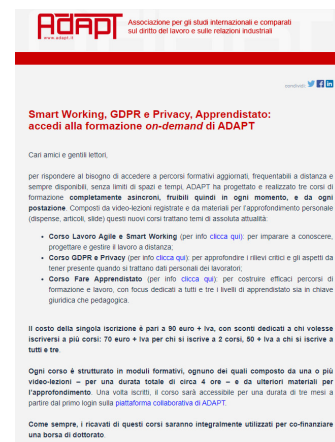 ADAPT
www.adapt.it
Associazione per gli studi internazionali e comparati
sul diritto del lavoro e sulle relazioni industriali
condividi:
Smart Working, GDPR e Privacy, Apprendistato:
accedi alla formazione on-demand di ADAPT
Cari amici e gentili lettori,
per rispondere al bisogno di accedere a percorsi formativi aggiornati, frequentabili a distanza e
sempre disponibili, senza limiti di spazi e tempi, ADAPT ha progettato e realizzato tre corsi di
formazione completamente asincroni, fruibili quindi in ogni momento, e da ogni
postazione. Composti da video-lezioni registrate e da materiali per l'approfondimento personale
(dispense, articoli, slide) questi nuovi corsi trattano temi di assoluta attualità:
• Corso Lavoro Agile e Smart Working (per info clicca qui): per imparare a conoscere,
progettare e gestire il lavoro a distanza;
• Corso GDPR e Privacy (per info clicca qui): per approfondire i rilievi critici e gli aspetti da
tener presente quando si trattano dati personali dei lavoratori;
• Corso Fare Apprendistato (per info clicca qui): per costruire efficaci percorsi di
formazione e lavoro, con focus dedicati a tutti e tre i livelli di apprendistato sia in chiave
giuridica che pedagogica.
Il costo della singola iscrizione è pari a 90 euro + Iva, con sconti dedicati a chi volesse
iscriversi a più corsi: 70 euro + Iva per chi si iscrive a 2 corsi, 50 + Iva a chi si iscrive a
tutti e tre.
Ogni corso è strutturato in moduli formativi, ognuno dei quali composto da una o più
video-lezioni – per una durata totale di circa 4 ore – e da ulteriori materiali per
l'approfondimento. Una volta iscritti, il corso sarà accessibile per una durata di tre mesi a
partire dal primo login sulla piattaforma collaborativa di ADAPT.
Come sempre, i ricavati di questi corsi saranno integralmente utilizzati per co-finanziare
una borsa di dottorato.